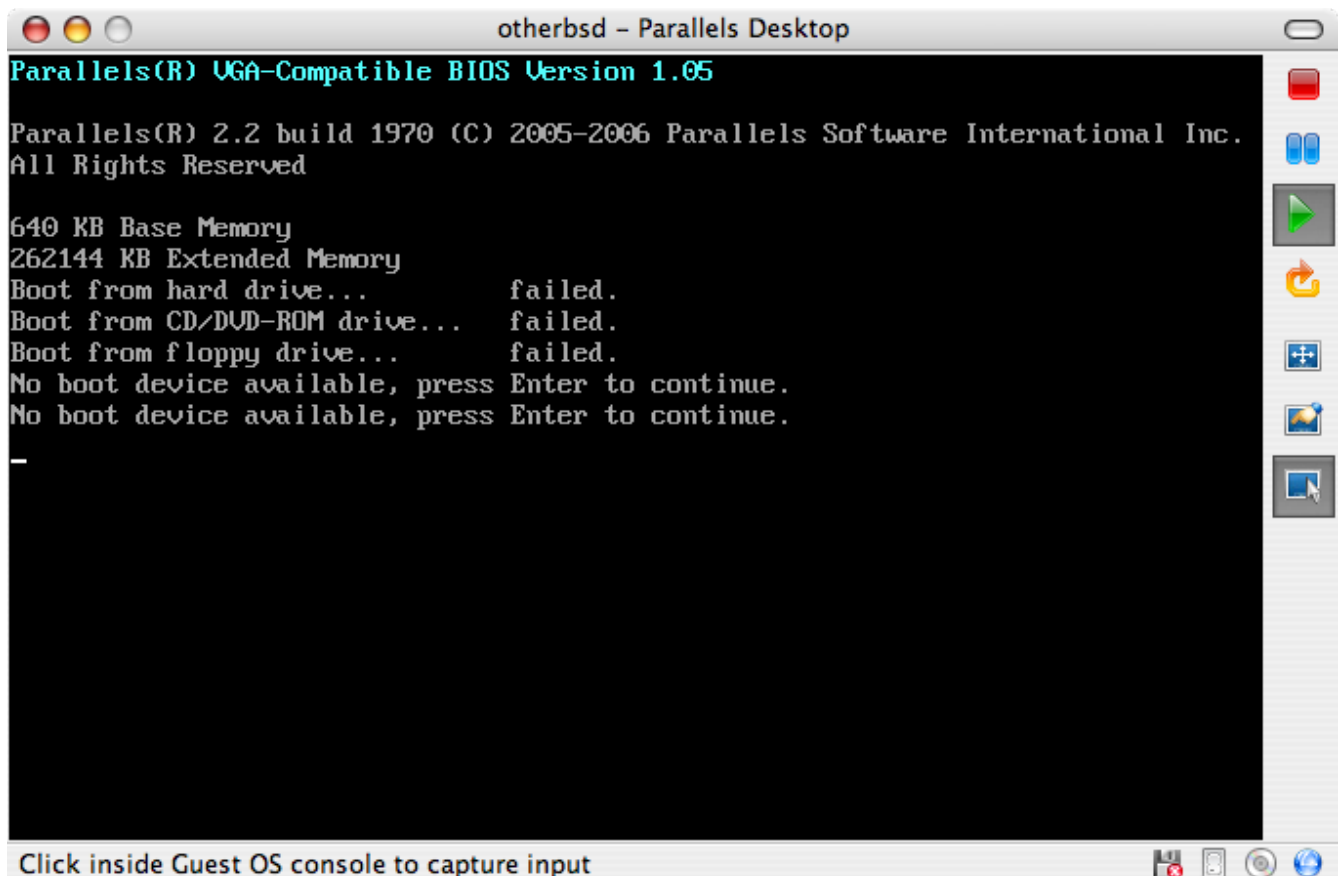 otherbsd – Parallels Desktop
Parallels(R) VGA-Compatible BIOS Version 1.05
Parallels(R) 2.2 build 1970 (C) 2005-2006 Parallels Software International Inc.
All Rights Reserved
640 KB Base Memory
262144 KB Extended Memory
Boot from hard drive... failed.
Boot from CD/DVD-ROM drive... failed.
Boot from floppy drive... failed.
No boot device available, press Enter to continue.
No boot device available, press Enter to continue.
Click inside Guest OS console to capture input